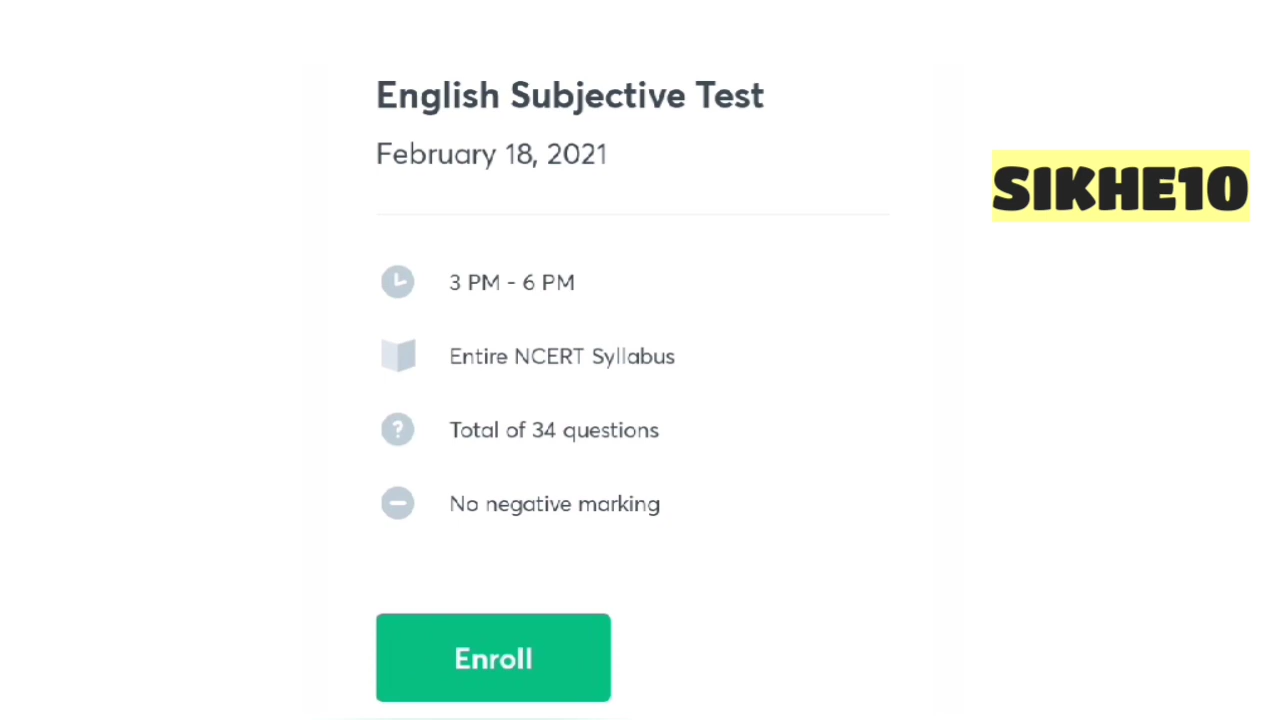 English Subjective Test
February 18, 2021
SIKHE10
3 PM - 6 PM
Entire NCERT Syllabus
Total of 34 questions
No negative marking
Enroll